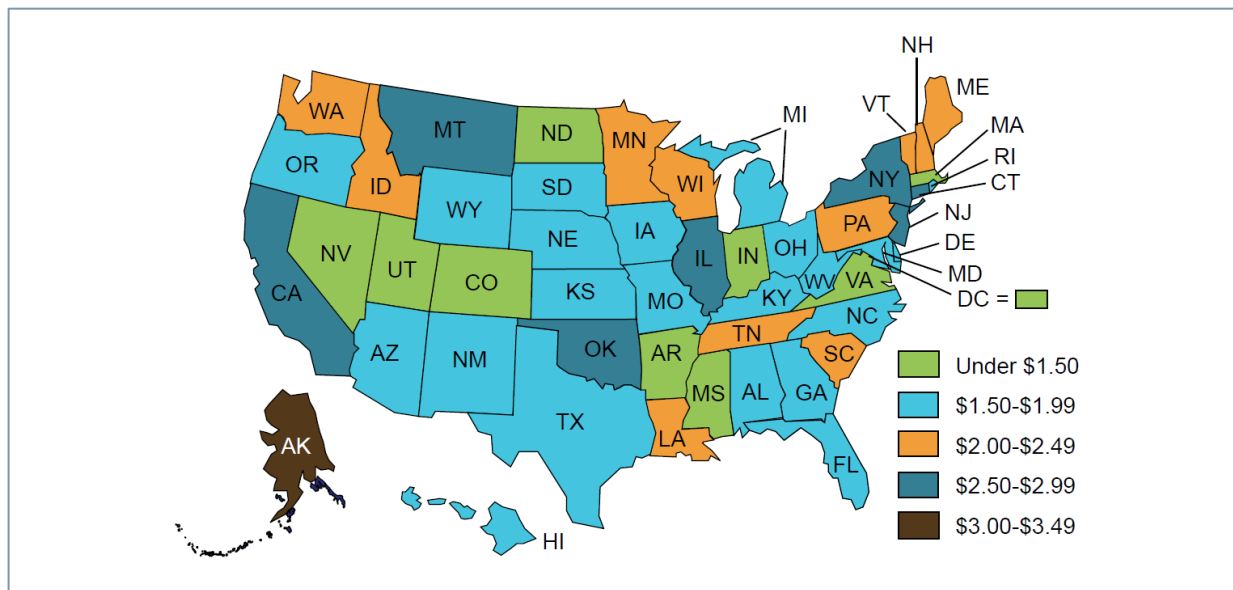 NH
ME
VT
MI
MA
WA
MT
ND
MN
RI
OR
NY
CT
ID
SD
WI
WY
NJ
PA
IA
NE
OH
DE
IL
IN
NV
MD
UT
CO
WV
VA
CA
KS
MO
KY
DC =
NC
TN
OK
AZ
NM
AR
SC
Under $1.50
MS
AL
GA
$1.50-$1.99
TX
LA
$2.00-$2.49
AK
FL
$2.50-$2.99
$3.00-$3.49
HI